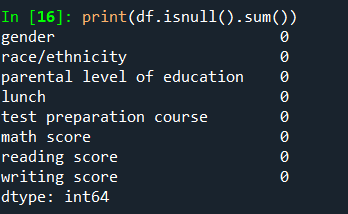 In [16]: print(df.isnull().sum())
gender                         0
race/ethnicity                 0
parental level of education    0
lunch                          0
test preparation course        0
math score                     0
reading score                  0
writing score                  0
dtype: int64